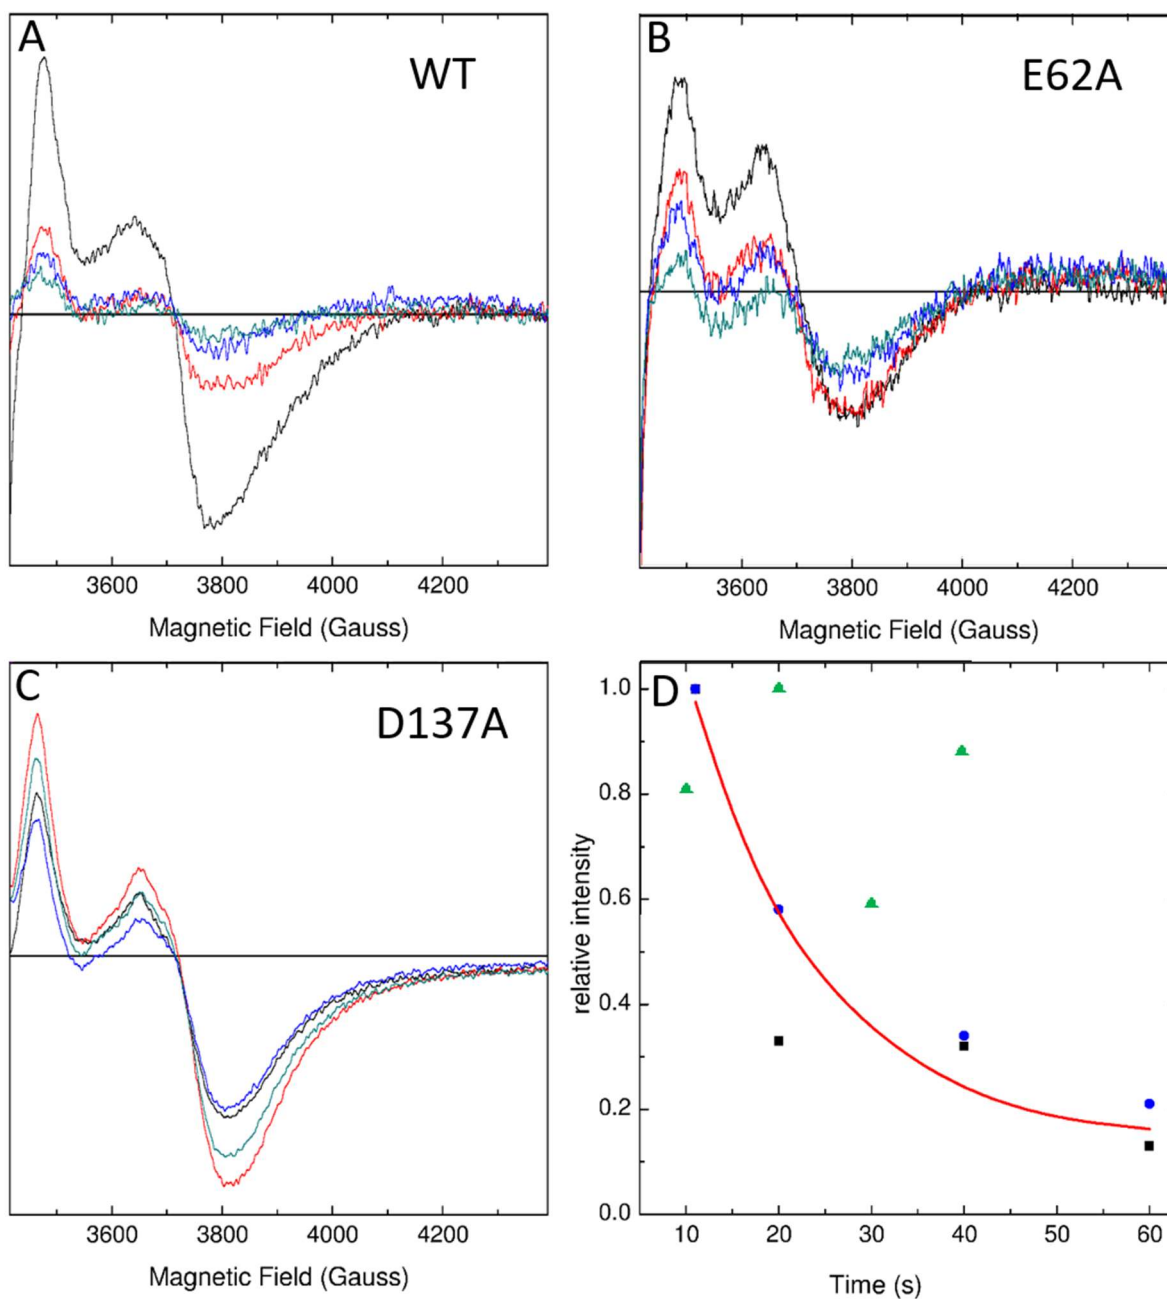 A
WT
3600 3800 4000 4200
Magnetic Field (Gauss)
B
E62A
3600 3800 4000 4200
Magnetic Field (Gauss)
C
D137A
3600 3800 4000 4200
Magnetic Field (Gauss)
D
1.0
0.8
0.6
0.4
0.2
0.0
relative intensity
10 20 30 40 50 60
Time (s)